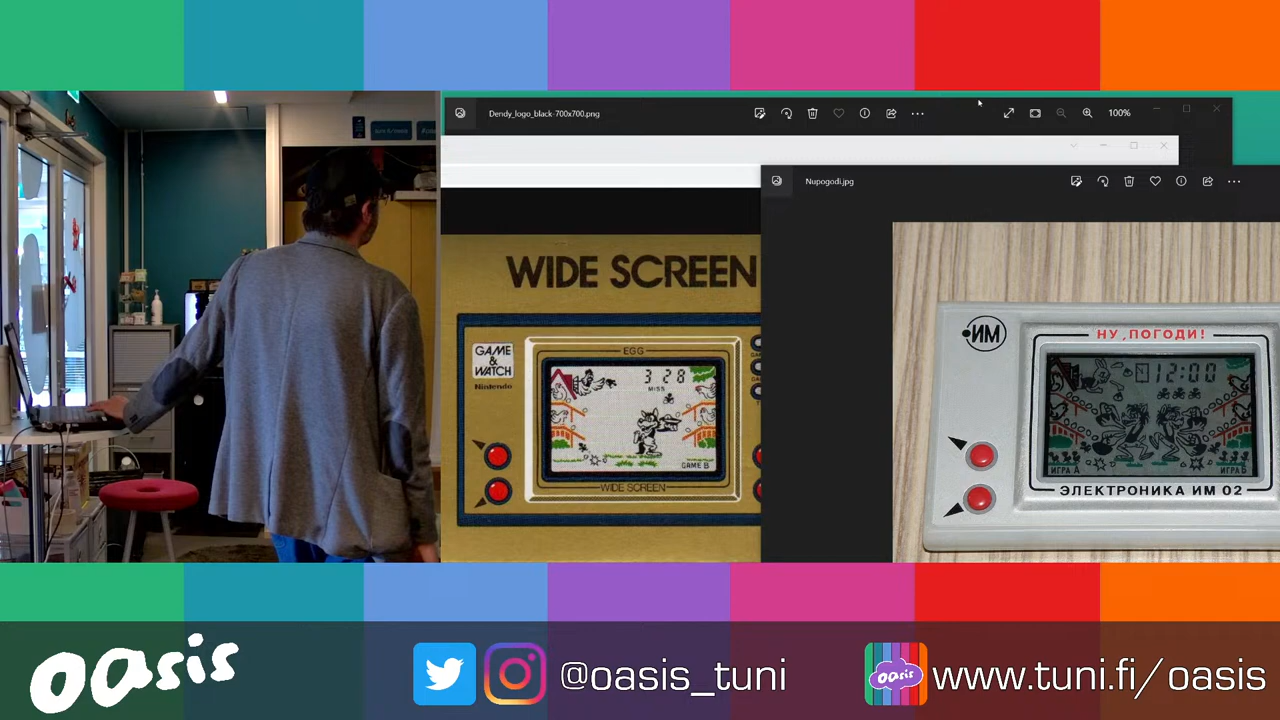 Dendy_logo_black-700x700.png
100%
Nupogodi.jpg
WIDE SCREEN
GAME
&
WATCH
Nintendo
EGG
3 28
MISS
GAME B
WIDE SCREEN
ИМ
НУ, ПОГОДИ!
12:00
ИГРА А
ИГРА Б
ЭЛЕКТРОНИКА ИМ 02
oasis
@oasis_tuni
oasis
www.tuni.fi/oasis